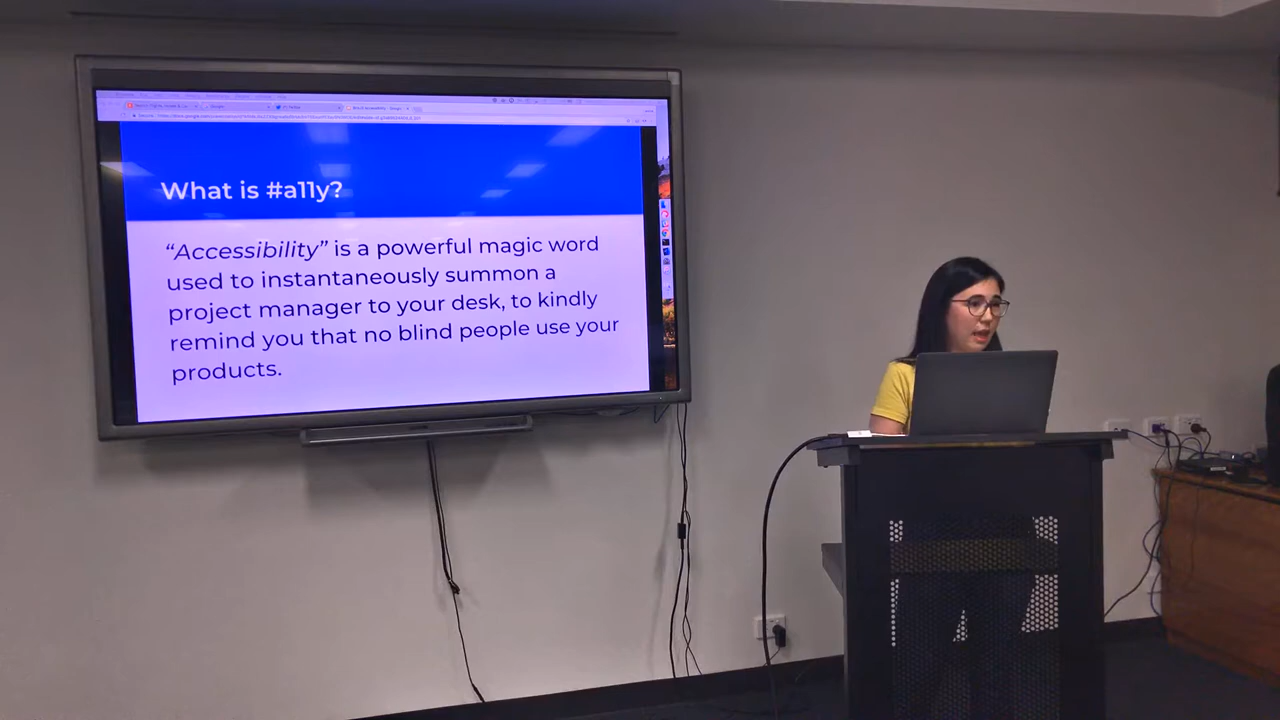 What is #a11y?
“Accessibility” is a powerful magic word
used to instantaneously summon a
project manager to your desk, to kindly
remind you that no blind people use your
products.